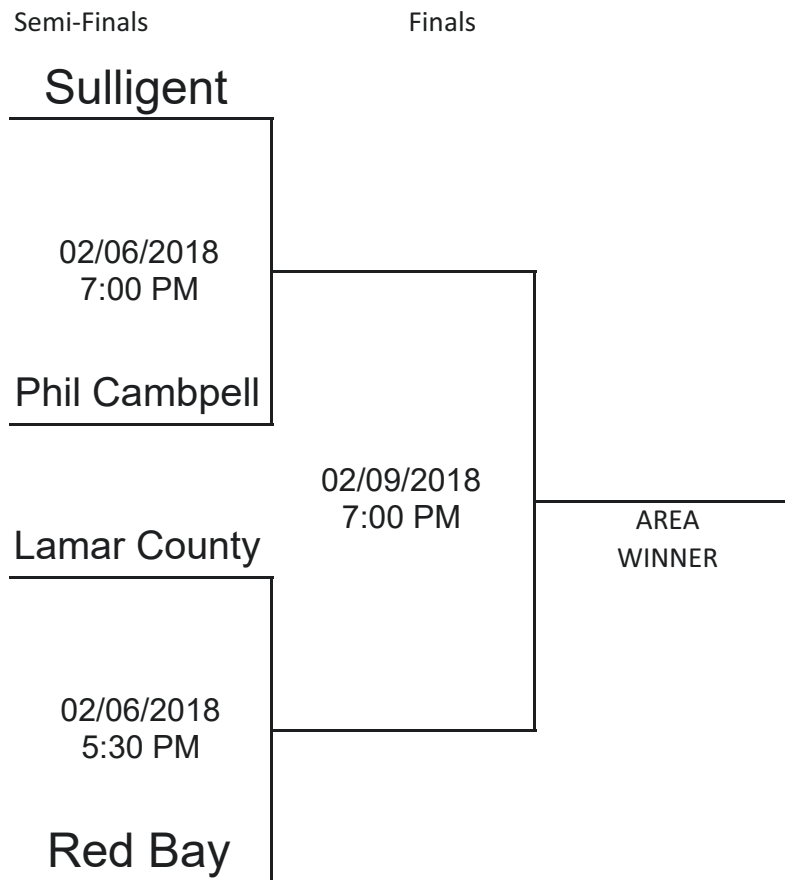 Semi-Finals
Finals
Sulligent
02/06/2018
7:00 PM
Phil Cambpell
02/09/2018
7:00 PM
AREA
WINNER
Lamar County
02/06/2018
5:30 PM
Red Bay